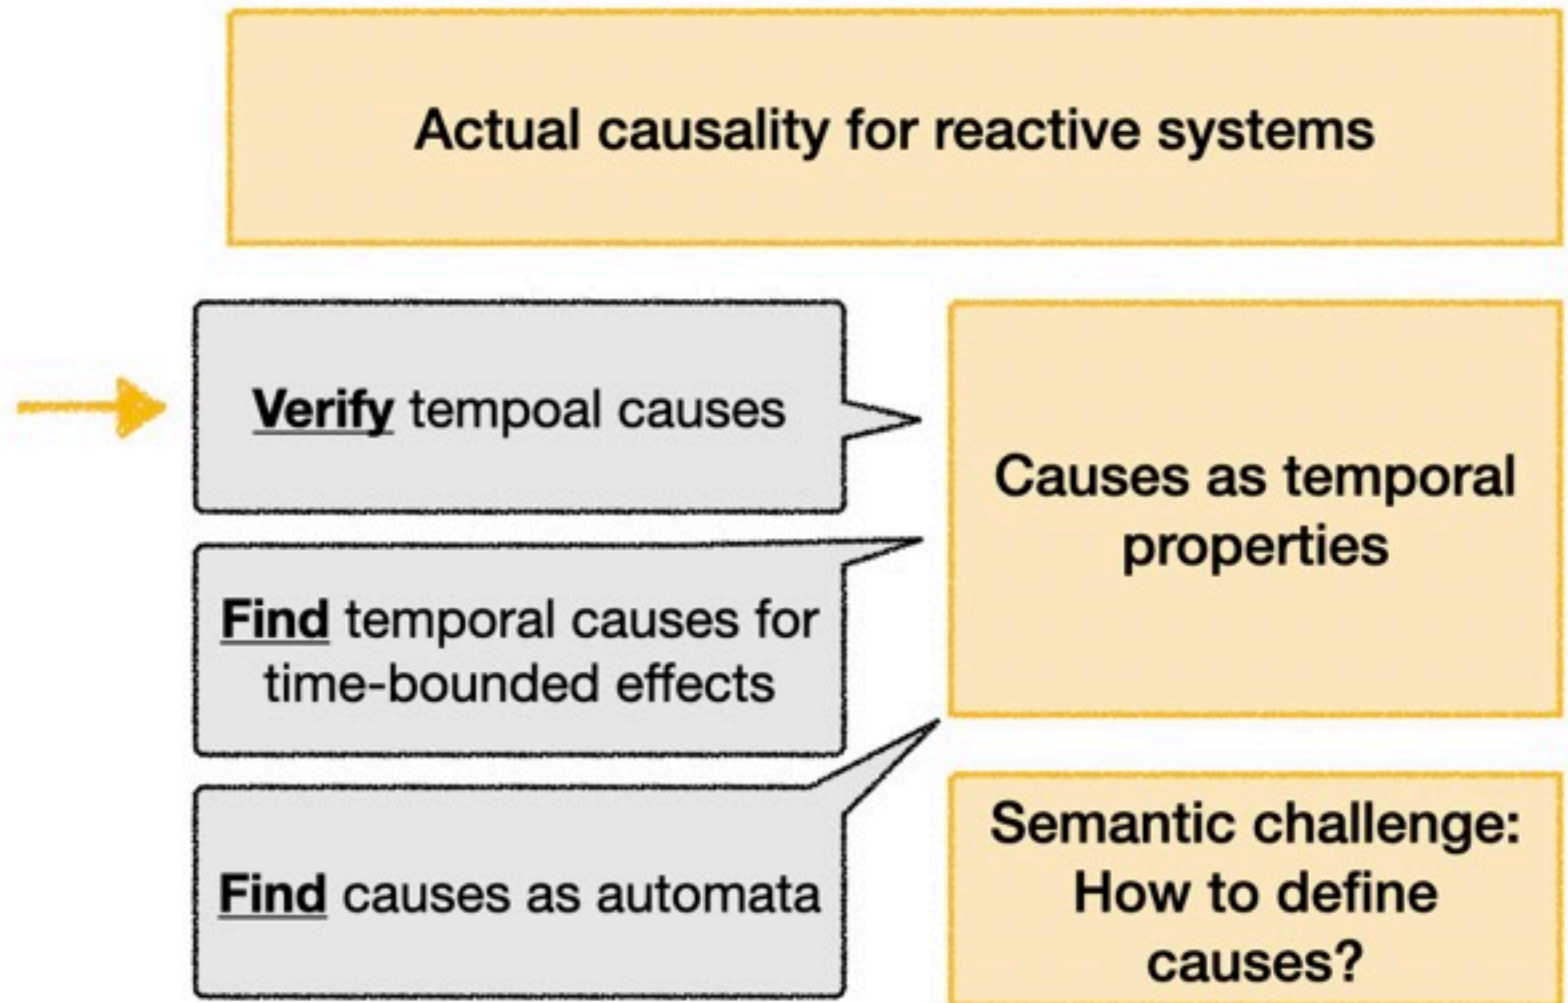 Actual causality for reactive systems
Verify tempoal causes
Find temporal causes for
time-bounded effects
Find causes as automata
Causes as temporal
properties
Semantic challenge:
How to define
causes?